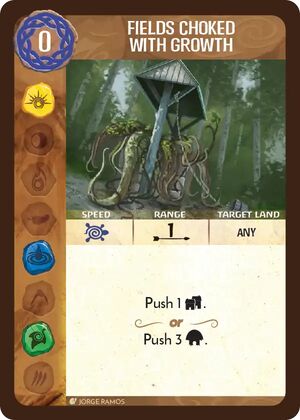 0
FIELDS CHOKED
WITH GROWTH
SPEED
RANGE
TARGET LAND
1
ANY
Push 1 .
or
Push 3 .
JORGE RAMOS